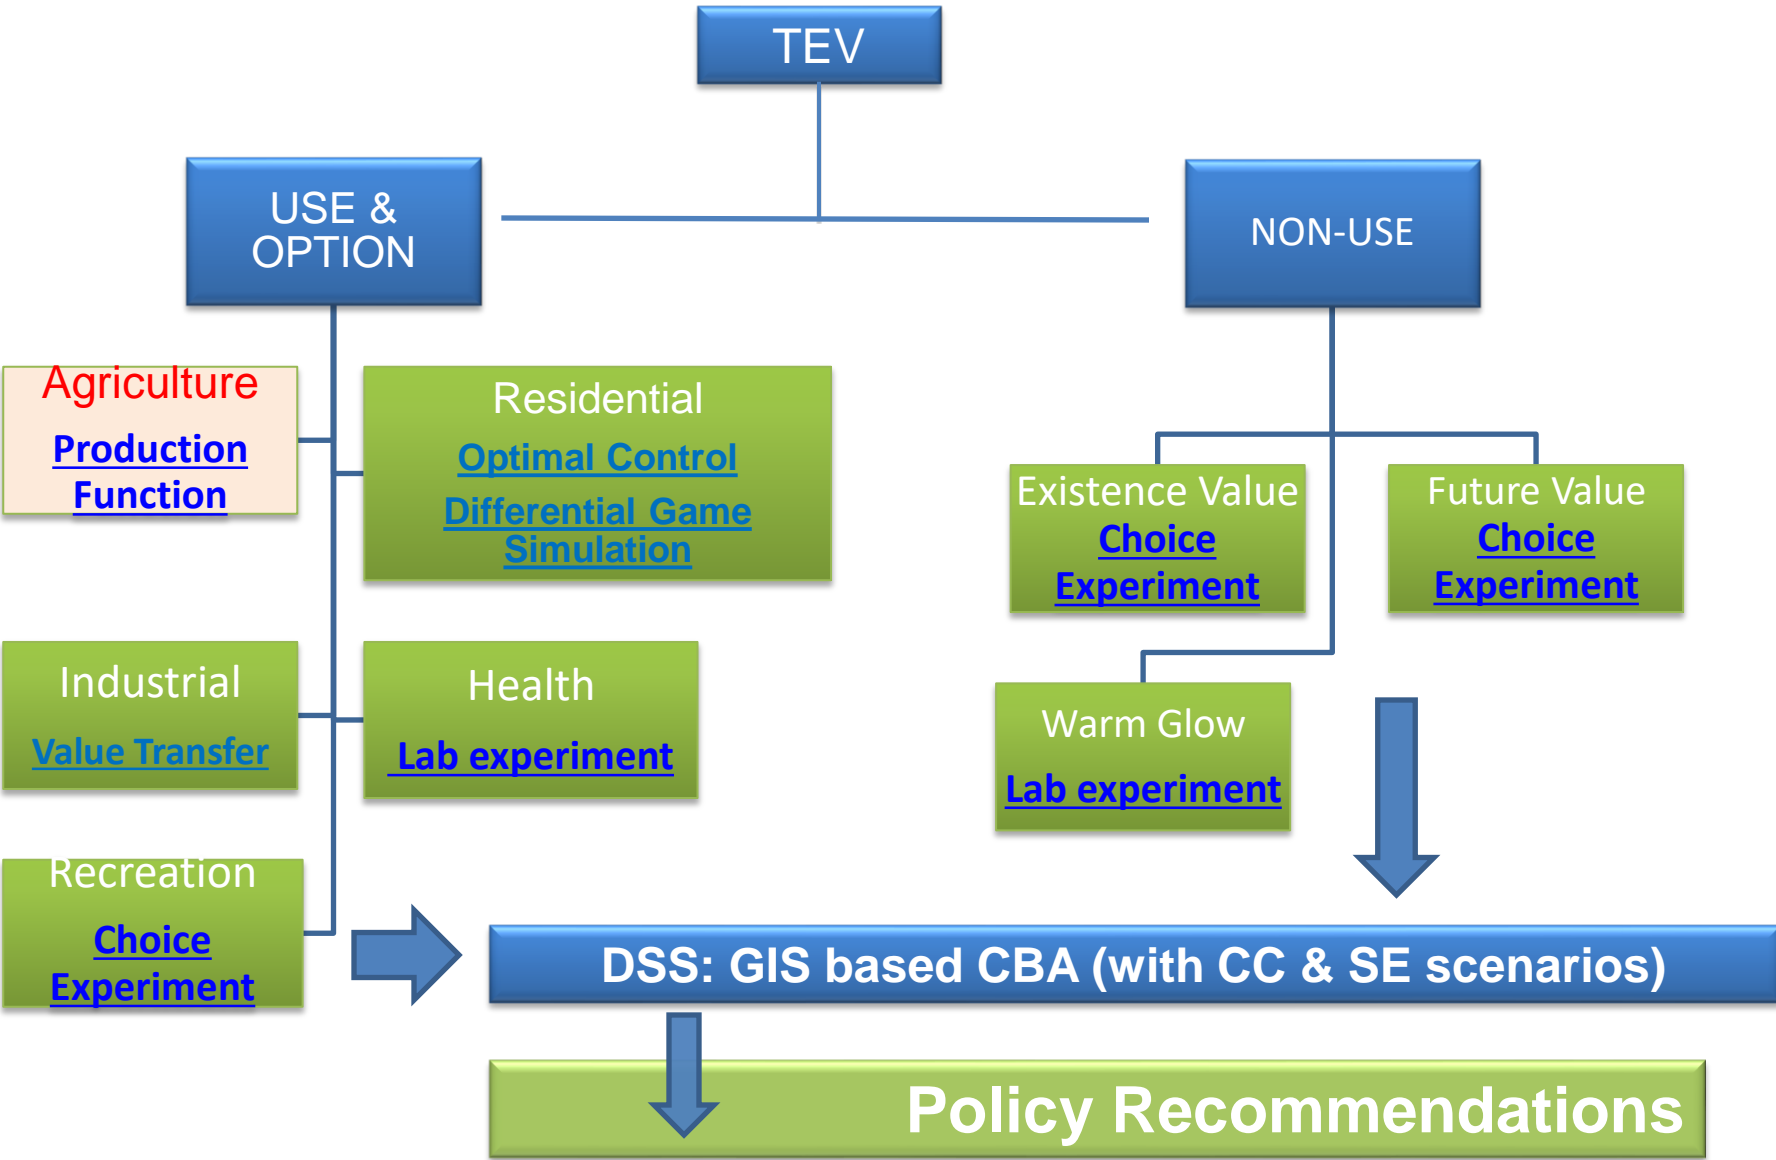 TEV
USE &
OPTION
NON-USE
Agriculture
Production
Function
Residential
Optimal Control
Differential Game
Simulation
Existence Value
Choice
Experiment
Future Value
Choice
Experiment
Industrial
Value Transfer
Health
Lab experiment
Warm Glow
Lab experiment
Recreation
Choice
Experiment
DSS: GIS based CBA (with CC & SE scenarios)
Policy Recommendations